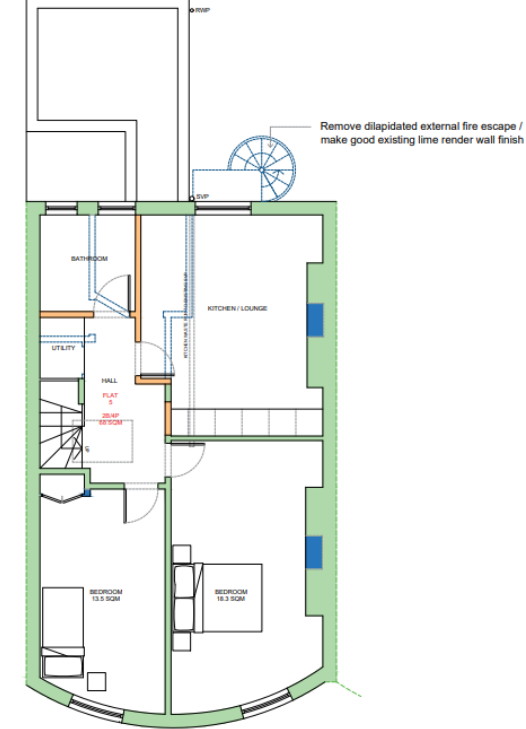 RWP
Remove dilapidated external fire escape /
make good existing lime render wall finish
SVP
BATHROOM
KITCHEN / LOUNGE
UTILITY
HALL
FLAT
5
2B/4P
66 SQM
UP
BEDROOM
13.5 SQM
BEDROOM
18.3 SQM